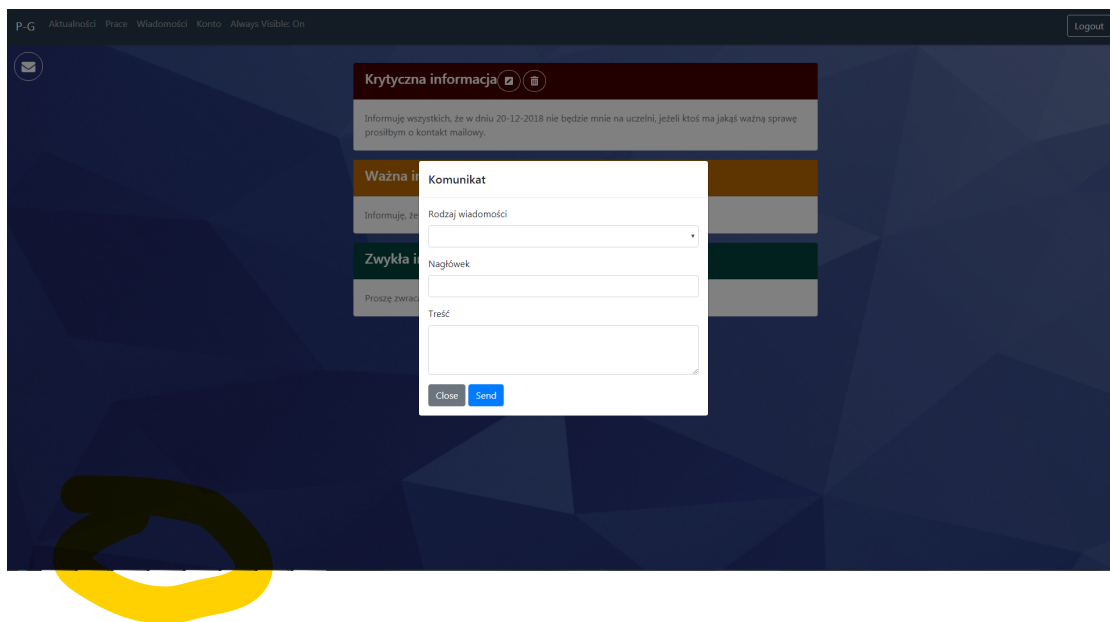 P-G Aktualności Prace Wiadomości Konto Always Visible: On Logout
Krytyczna informacja
Informuję wszystkich, że w dniu 20-12-2018 nie będzie mnie na uczelni, jeżeli ktoś ma jakąś ważną sprawę
prosiłbym o kontakt mailowy.
Ważna
Informuję, że
Zwykła
Proszę
Komunikat
Rodzaj wiadomości
Nagłówek
Treść
Close Send